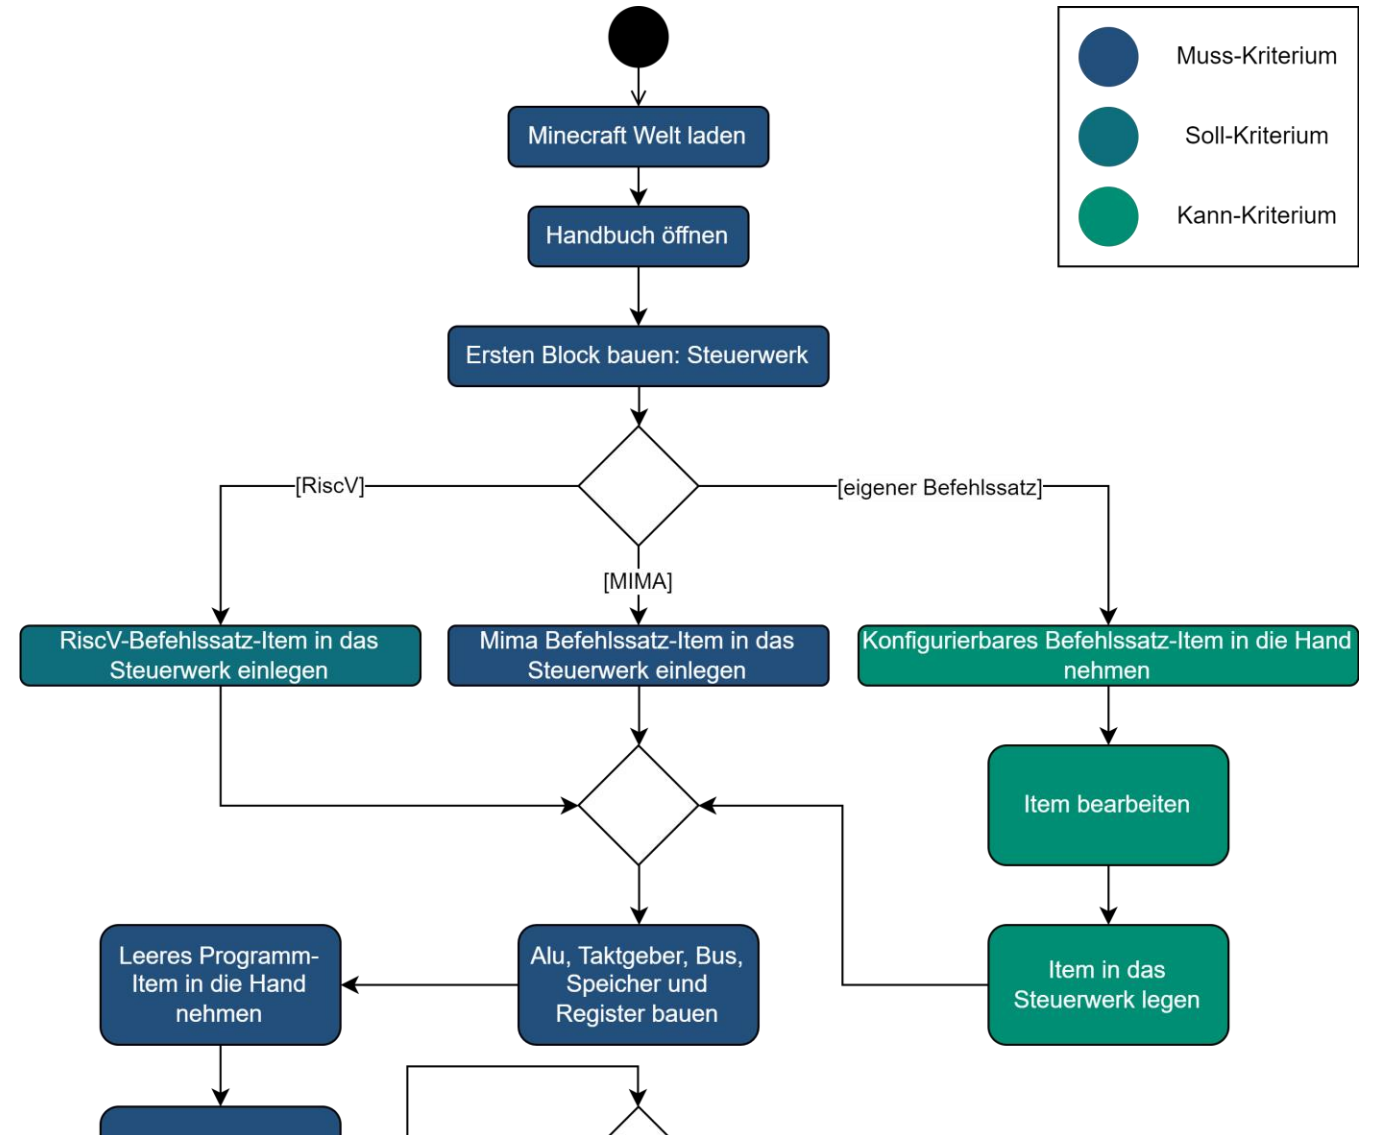 Muss-Kriterium
Soll-Kriterium
Kann-Kriterium
Minecraft Welt laden
Handbuch öffnen
Ersten Block bauen: Steuerwerk
[RiscV]
[eigener Befehlssatz]
[MIMA]
RiscV-Befehlssatz-Item in das
Steuerwerk einlegen
Mima Befehlssatz-Item in das
Steuerwerk einlegen
Konfigurierbares Befehlssatz-Item in die Hand
nehmen
Item bearbeiten
Leeres Programm-
Item in die Hand
nehmen
Alu, Taktgeber, Bus,
Speicher und
Register bauen
Item in das
Steuerwerk legen